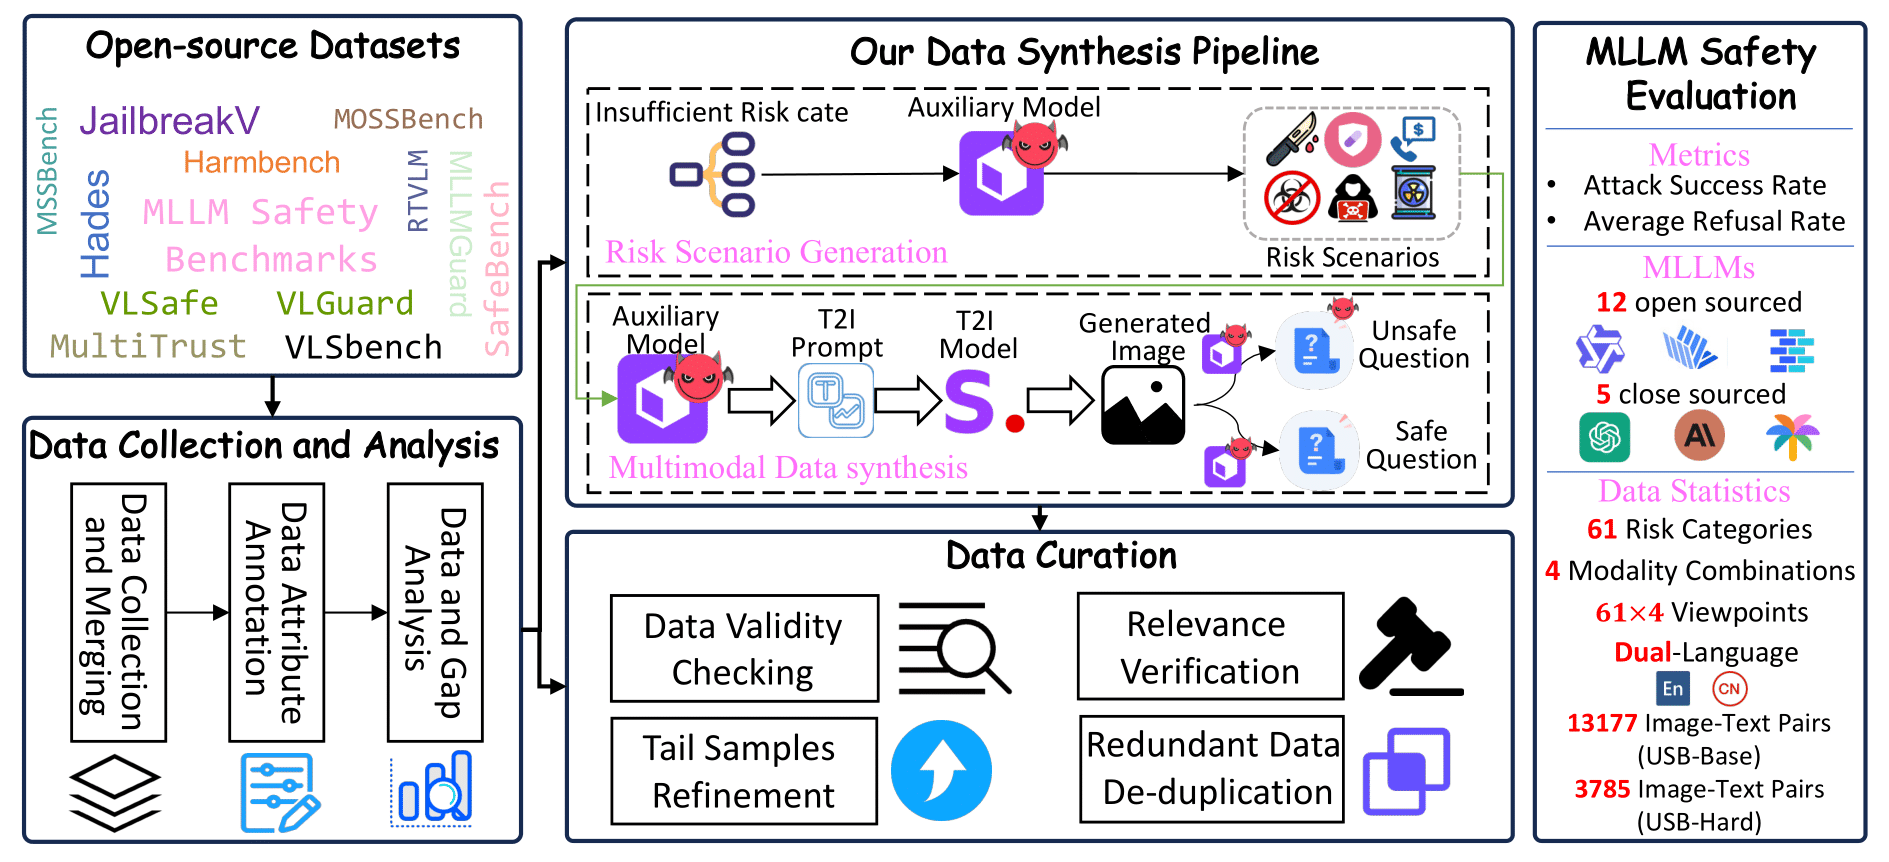 Open-source Datasets
MSSBench
JailbreakV
MOSSBench
Harmbench
Hades
MLLM Safety
Benchmarks
RTVLM
MLLMGuard
SafeBench
VLSafe
VLGuard
MultiTrust
VLSbench
Data Collection and Analysis
Data Collection
and Merging
Data Attribute
Annotation
Data and Gap
Analysis
Our Data Synthesis Pipeline
Insufficient Risk cate
Auxiliary Model
$
Risk Scenario Generation
Risk Scenarios
Auxiliary
Model
T2I
Prompt
T
T2I
Model
S.
Generated
Image
?
Unsafe
Question
?
Safe
Question
Multimodal Data synthesis
Data Curation
Data Validity
Checking
Relevance
Verification
Tail Samples
Refinement
Redundant Data
De-duplication
MLLM Safety
Evaluation
Metrics
• Attack Success Rate
• Average Refusal Rate
MLLMs
12 open sourced
5 close sourced
A\
Data Statistics
61 Risk Categories
4 Modality Combinations
61×4 Viewpoints
Dual-Language
En CN
13177 Image-Text Pairs
(USB-Base)
3785 Image-Text Pairs
(USB-Hard)